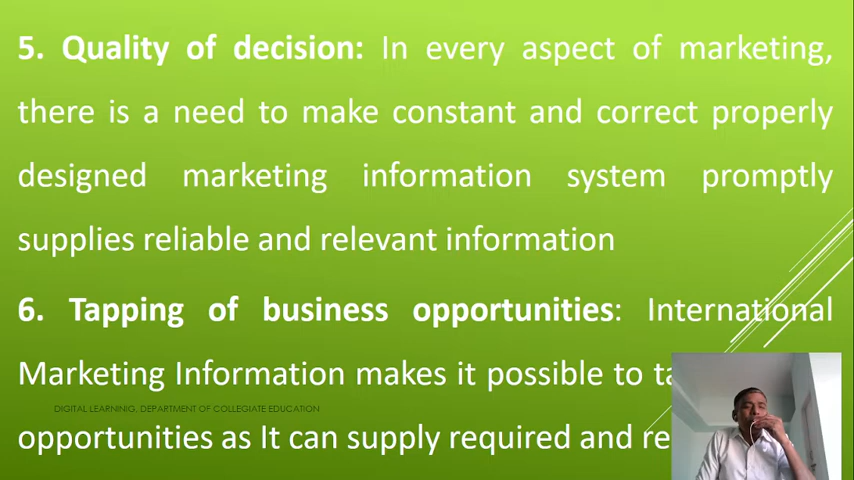 5. Quality of decision: In every aspect of marketing,
there is a need to make constant and correct properly
designed marketing information system promptly
supplies reliable and relevant information
6. Tapping of business opportunities: International
Marketing Information makes it possible to
DIGITAL LEARNINIG, DEPARTMENT OF COLLEGIATE EDUCATION
opportunities as It can supply required and